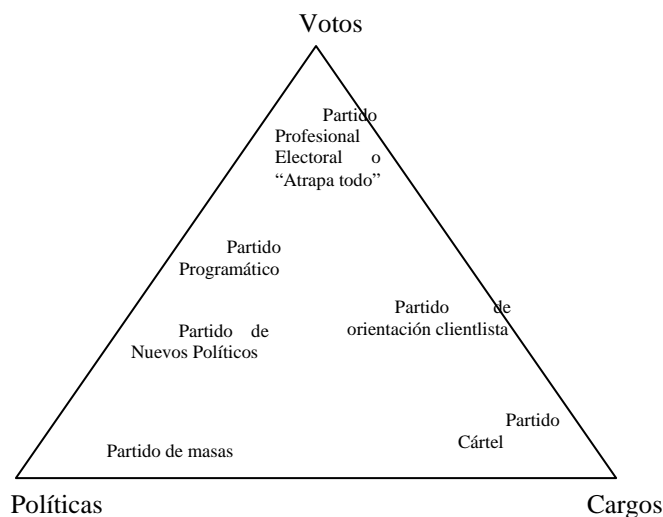 Votos
Partido
Profesional
Electoral o
“Atrapa todo”
Partido
Programático
Partido de
orientación clientlista
Partido de
Nuevos Políticos
Partido
Cártel
Partido de masas
Políticas
Cargos